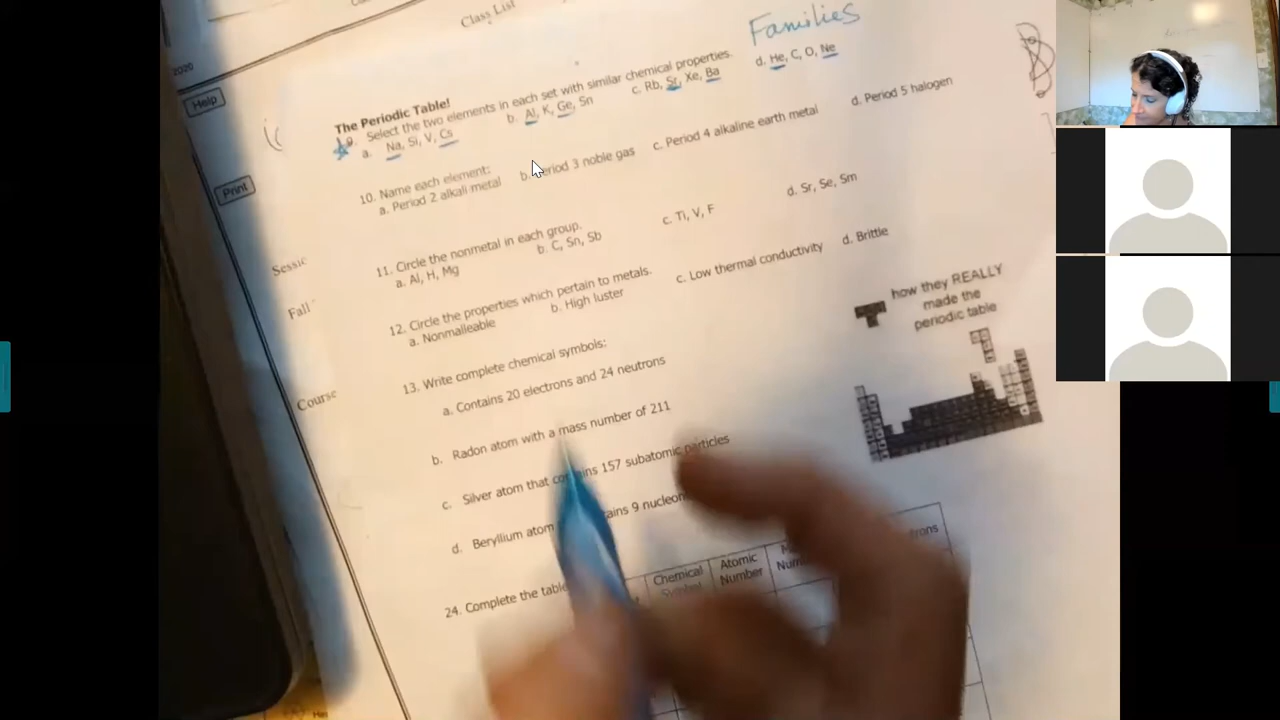 Class List
2020
Families
Help
The Periodic Table!
9. Select the two elements in each set with similar chemical properties.
a. Na, Si, V, Cs b. Al, K, Ge, Sn c. Rb, Sr, Xe, Ba d. He, C, O, Ne
Print
10. Name each element:
a. Period 2 alkali metal b. Period 3 noble gas c. Period 4 alkaline earth metal d. Period 5 halogen
Sessic
11. Circle the nonmetal in each group.
a. Al, H, Mg b. C, Sn, Sb c. Ti, V, F d. Sr, Se, Sm
Fall
12. Circle the properties which pertain to metals.
a. Nonmalleable b. High luster c. Low thermal conductivity d. Brittle
how they REALLY
made the
periodic table
Course
13. Write complete chemical symbols:
a. Contains 20 electrons and 24 neutrons
b. Radon atom with a mass number of 211
c. Silver atom that contains 157 subatomic particles
d. Beryllium atom ains 9 nucleon
24. Complete the table
Chemical
Symbol
Atomic
Number